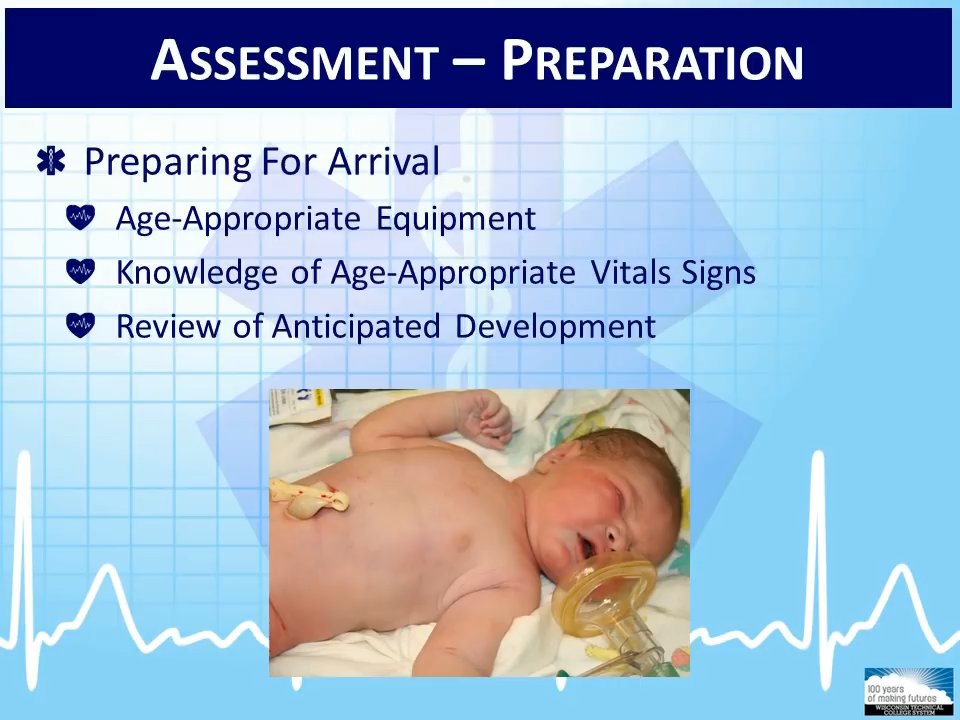 ASSESSMENT – PREPARATION
Preparing For Arrival
Age-Appropriate Equipment
Knowledge of Age-Appropriate Vitals Signs
Review of Anticipated Development
100 years
of making futures
WISCONSIN TECHNICAL
COLLEGE SYSTEM